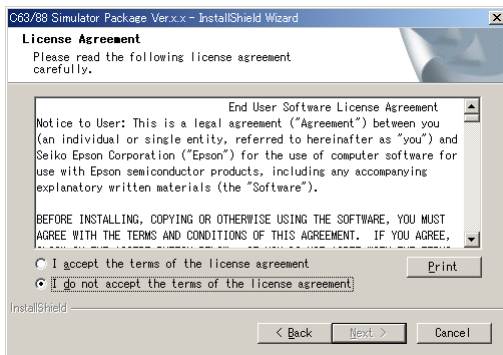 C63/88 Simulator Package Ver.x.x - InstallShield Wizard
License Agreement
Please read the following license agreement
carefully.
End User Software License Agreement
Notice to User: This is a legal agreement ("Agreement") between you
(an individual or single entity, referred to hereinafter as "you") and
Seiko Epson Corporation ("Epson") for the use of computer software for
use with Epson semiconductor products, including any accompanying
explanatory written materials (the "Software").
BEFORE INSTALLING, COPYING OR OTHERWISE USING THE SOFTWARE, YOU MUST
AGREE WITH THE TERMS AND CONDITIONS OF THIS AGREEMENT. IF YOU AGREE,
I accept the terms of the license agreement
Print
I do not accept the terms of the license agreement
InstallShield
< Back
Next >
Cancel